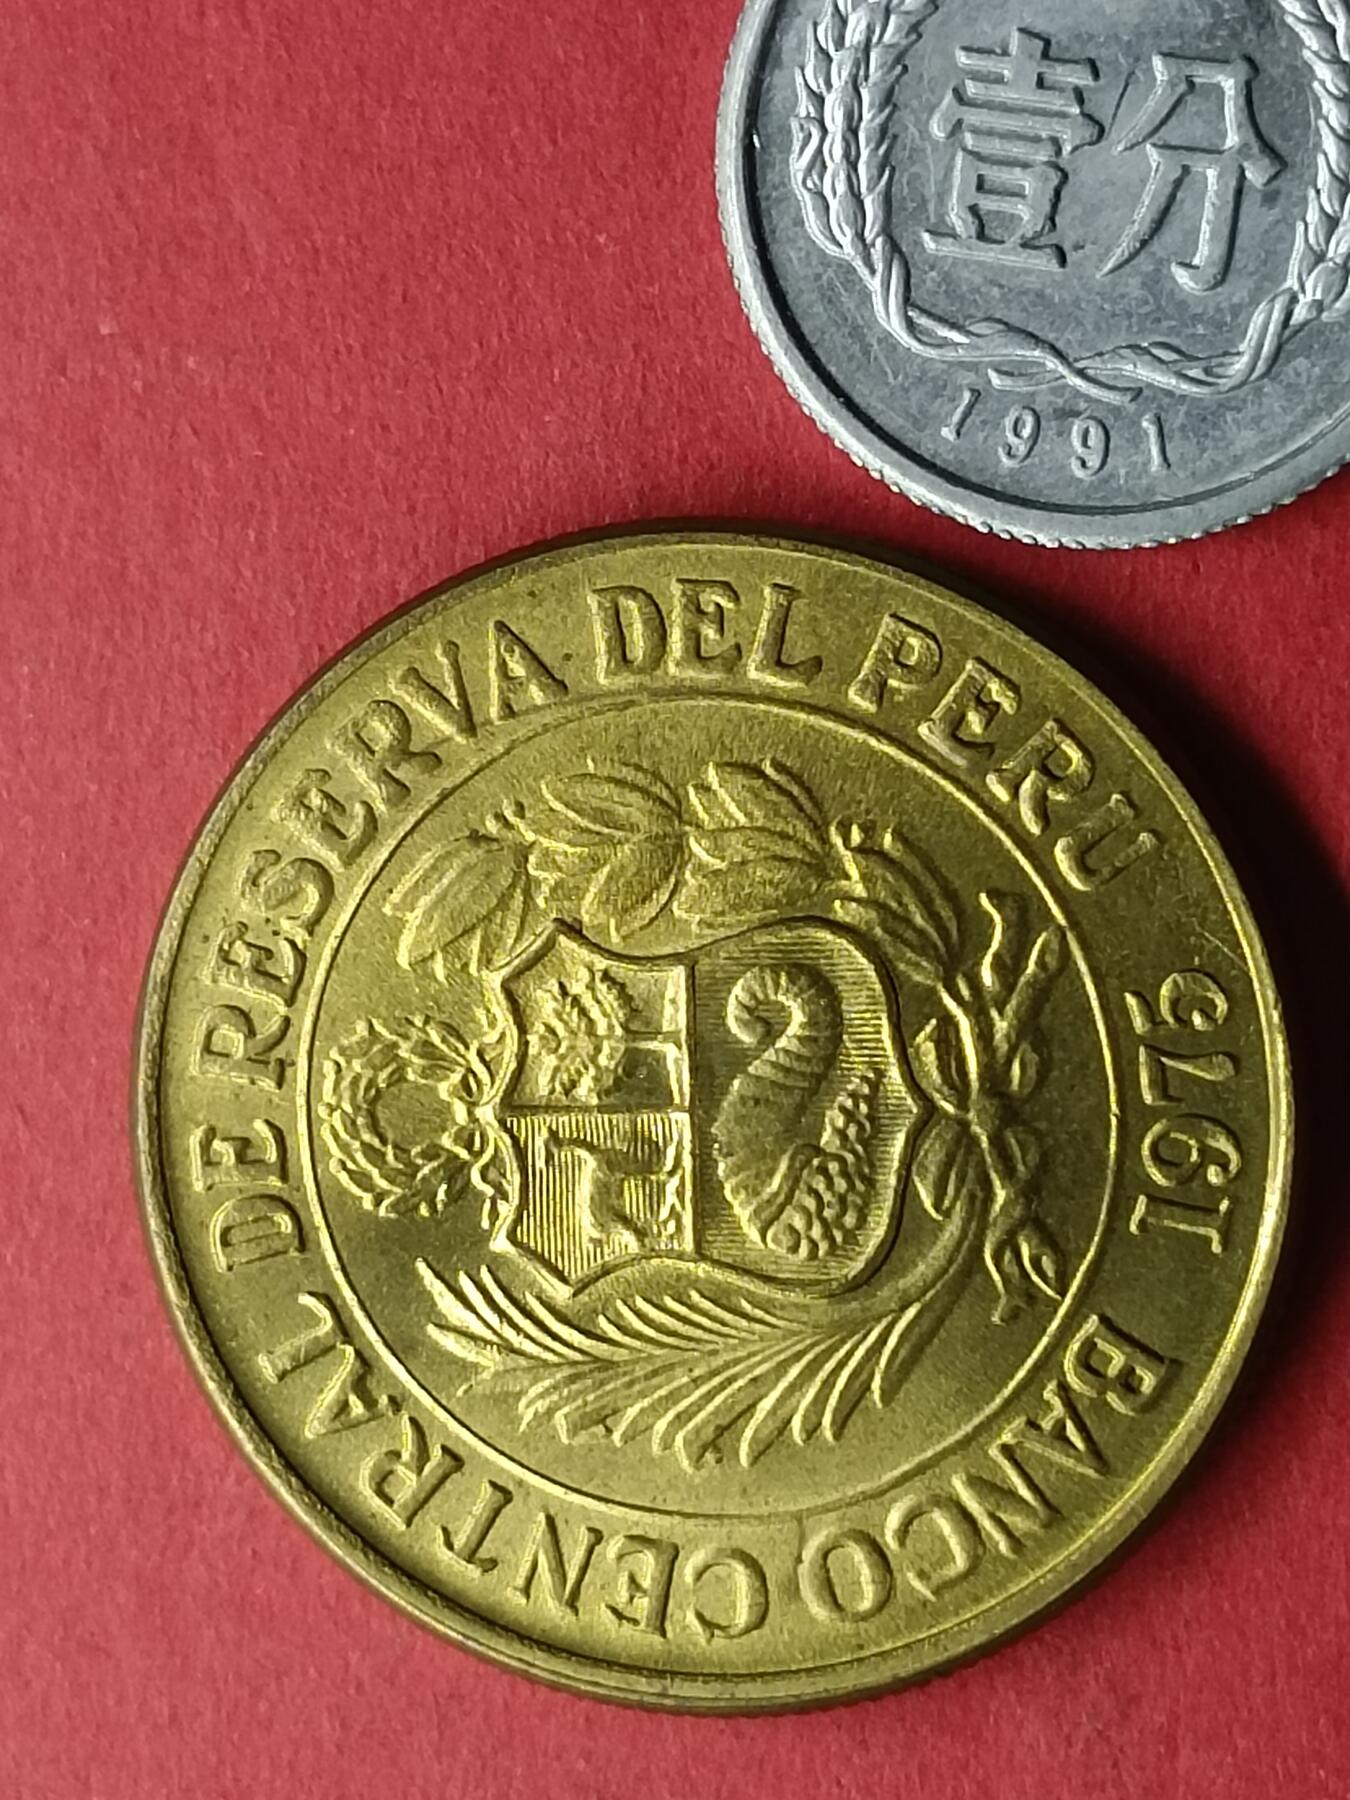 壹分
1991
BANCO CENTRAL DE RESERVA DEL PERU
1975